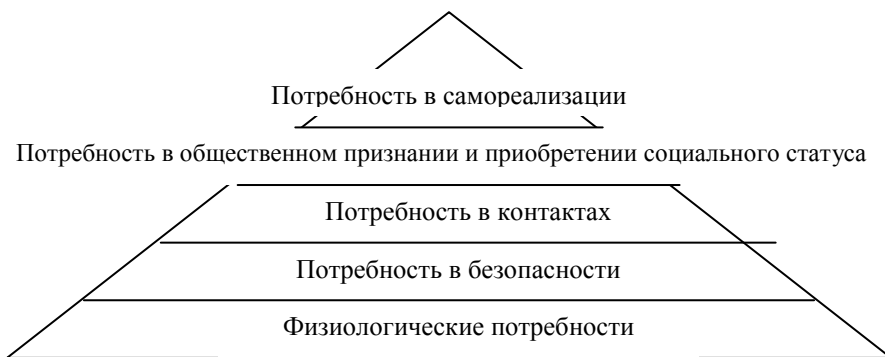 Потребность в самореализации
Потребность в общественном признании и приобретении социального статуса
Потребность в контактах
Потребность в безопасности
Физиологические потребности